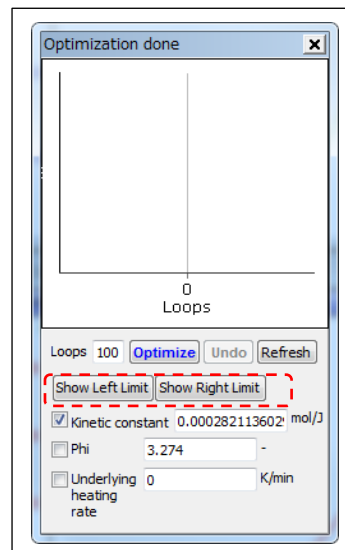 Optimization done
0
Loops
Loops 100 Optimize Undo Refresh
Show Left Limit Show Right Limit
Kinetic constant 0.0002821136029 mol/J
Phi 3.274 -
Underlying 0 K/min
heating
rate